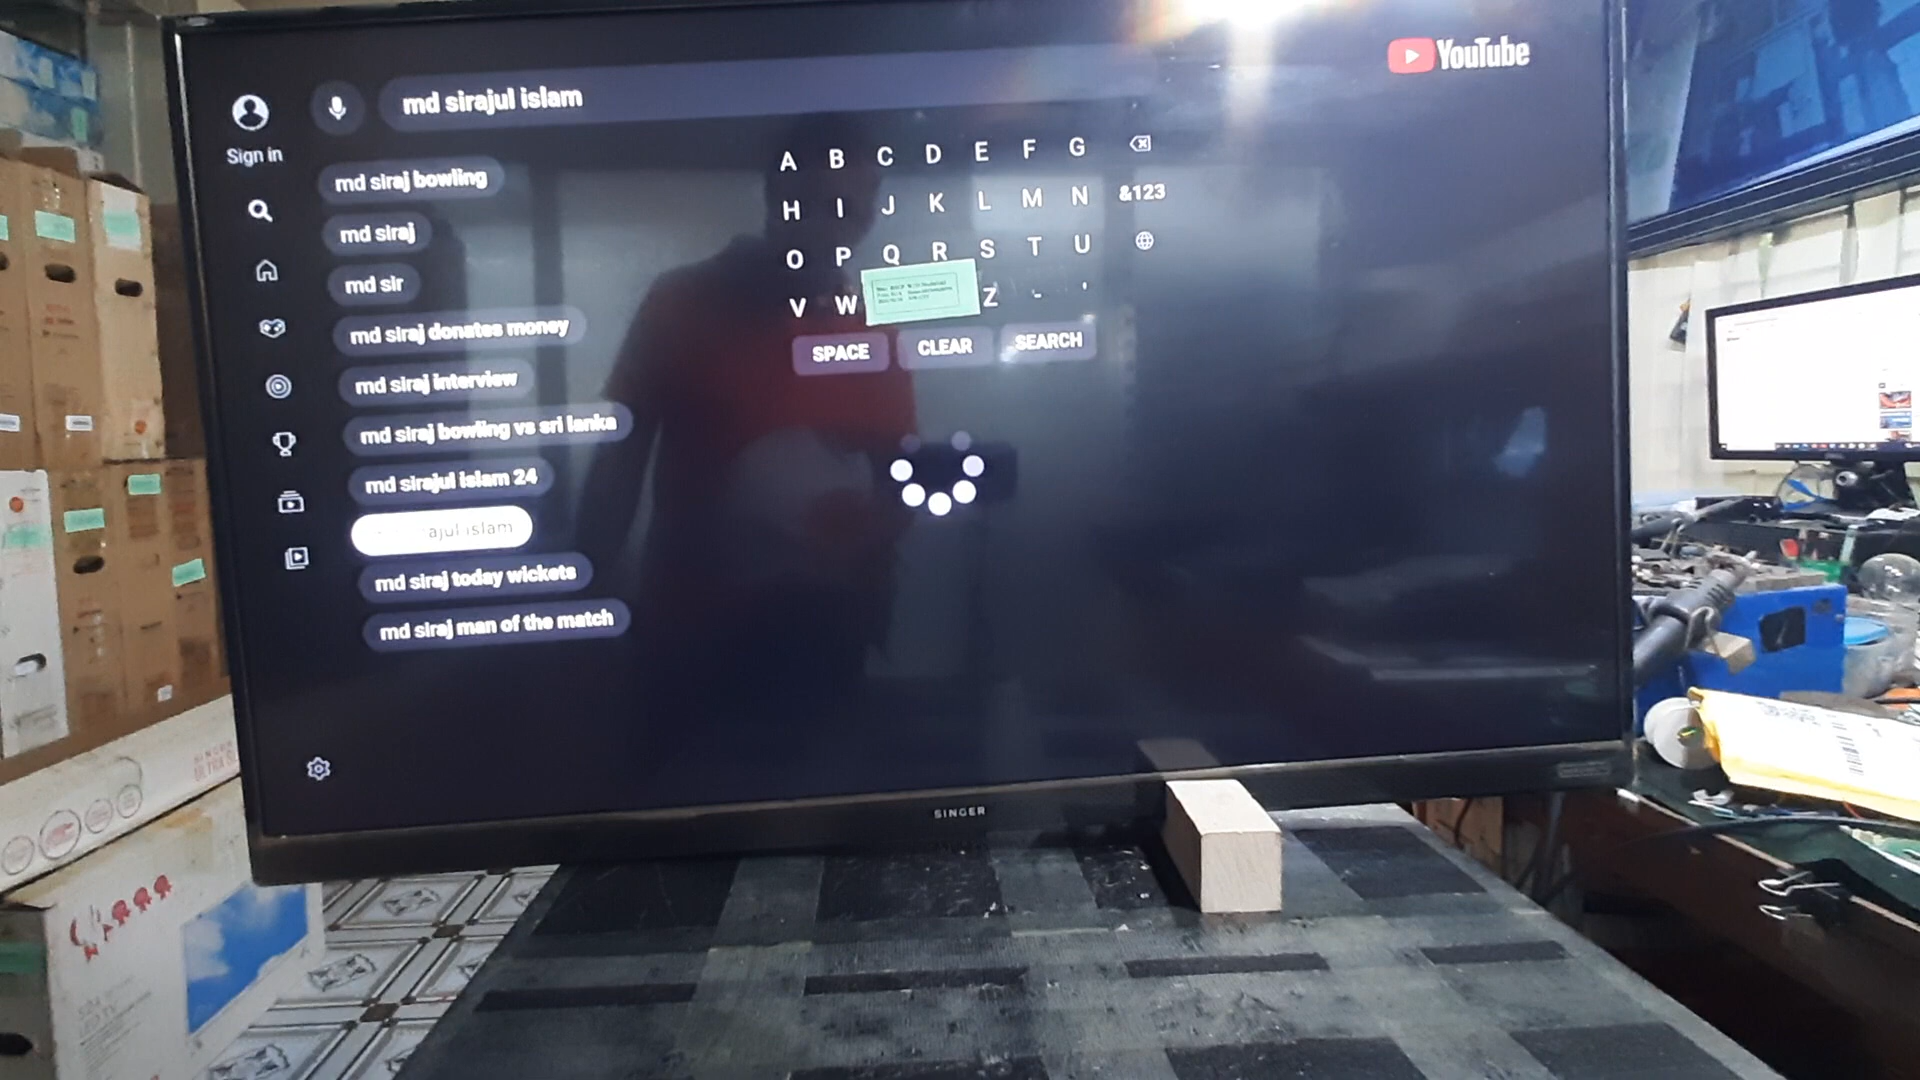 YouTube
md sirajul islam
Sign in
md siraj bowling
md siraj
md sir
md siraj donates money
md siraj interview
md siraj bowling vs sri lanka
md sirajul islam 24
ajul islam
md siraj today wickets
md siraj man of the match
A B C D E F G
H I J K L M N &123
O P Q R S T U
V W Z - '
SPACE CLEAR SEARCH
SINGER